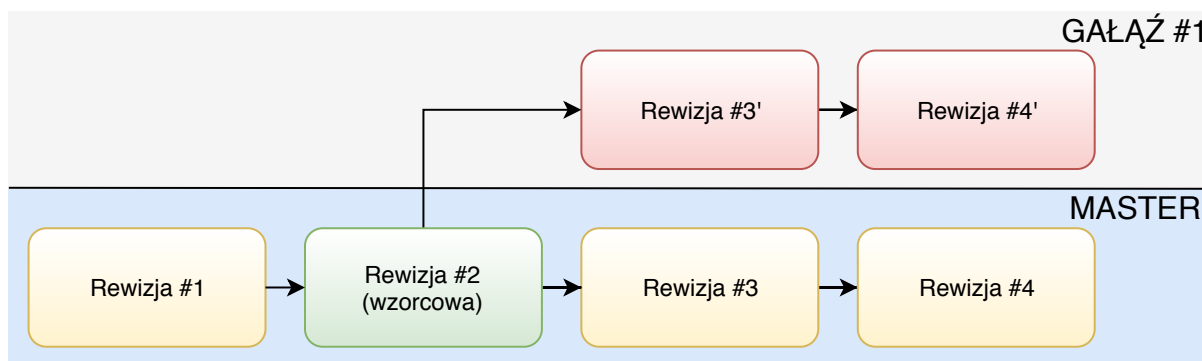 GAŁĄŹ #1
Rewizja #3'
Rewizja #4'
MASTER
Rewizja #1
Rewizja #2
(wzorcowa)
Rewizja #3
Rewizja #4